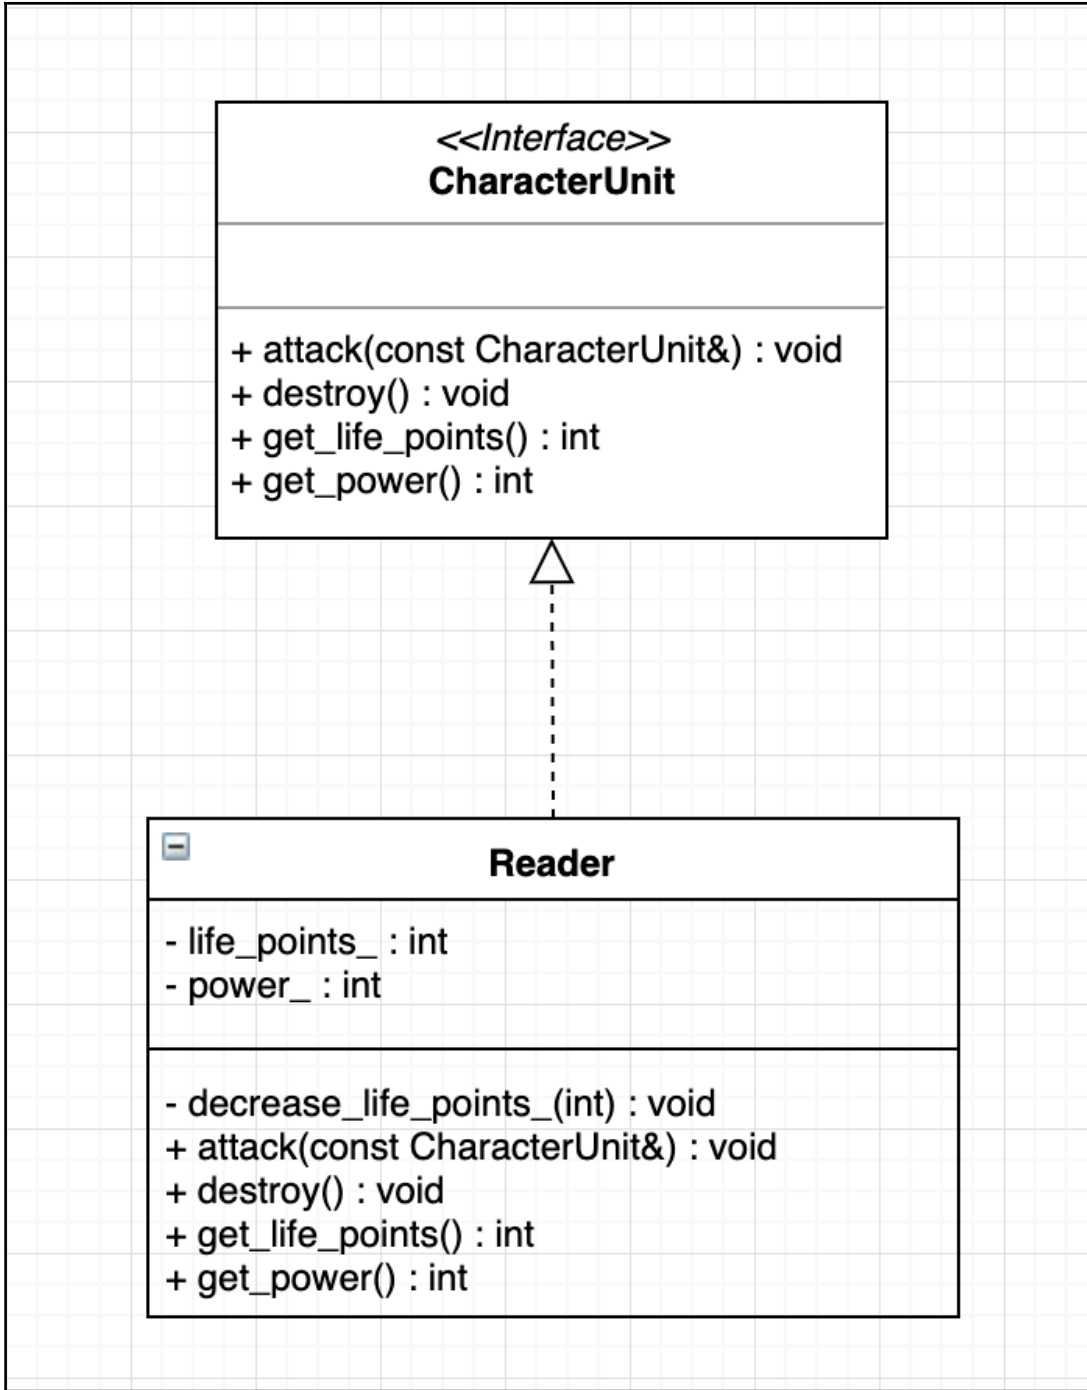 <<Interface>>
CharacterUnit
+ attack(const CharacterUnit&) : void
+ destroy() : void
+ get_life_points() : int
+ get_power() : int
Reader
- life_points_ : int
- power_ : int
- decrease_life_points_(int) : void
+ attack(const CharacterUnit&) : void
+ destroy() : void
+ get_life_points() : int
+ get_power() : int